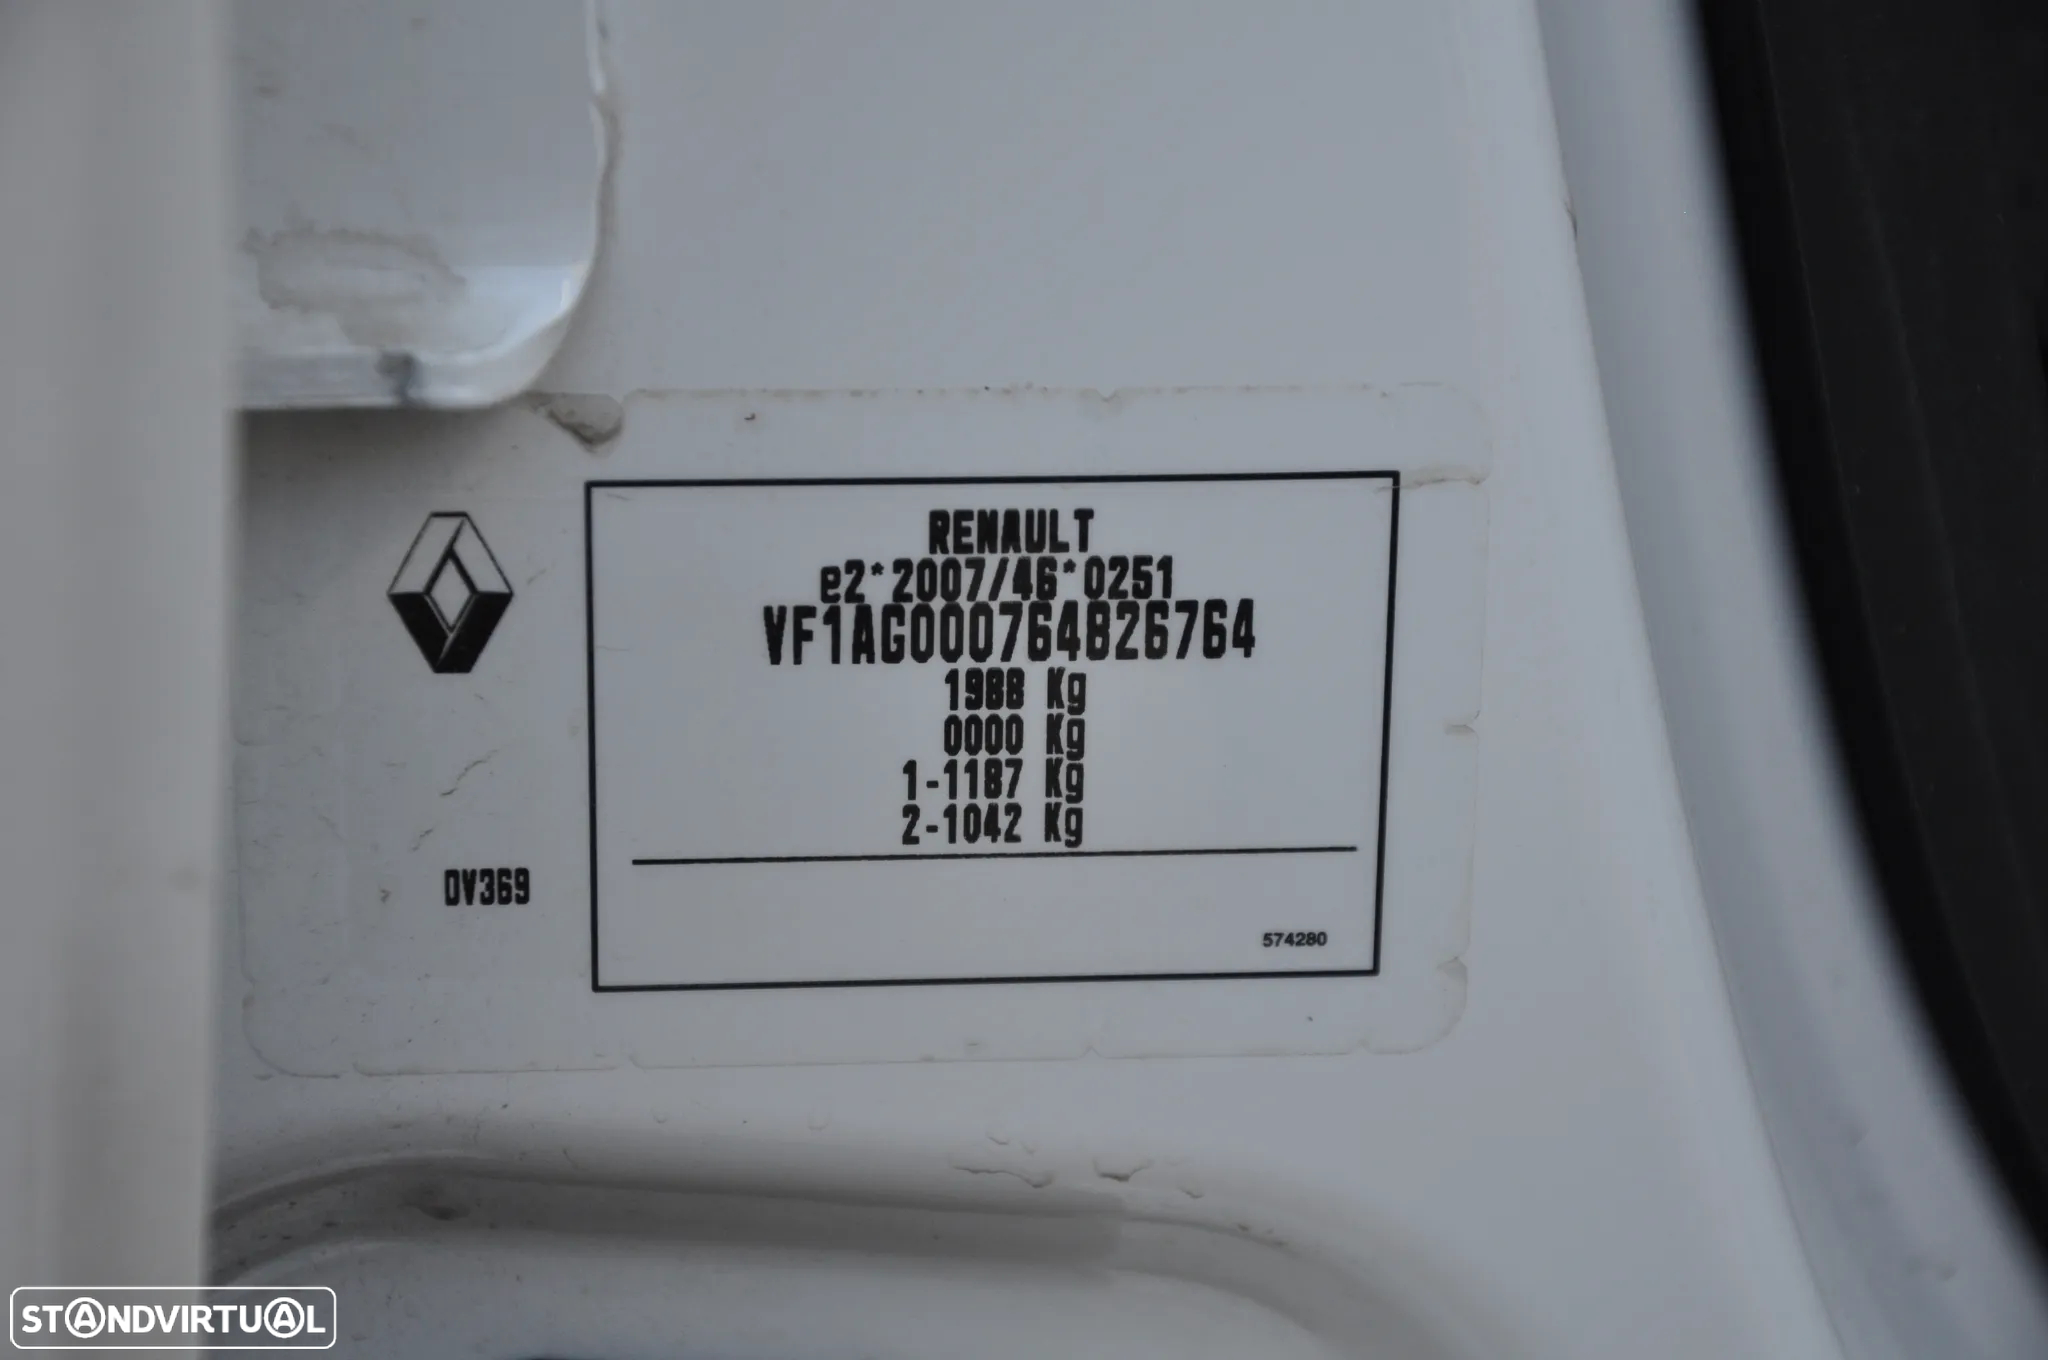 RENAULT
e2*2007/46*0251
VF1AG000764826764
1988 Kg
0000 Kg
1-1187 Kg
2-1042 Kg
DV369
574280
STANDVIRTUAL